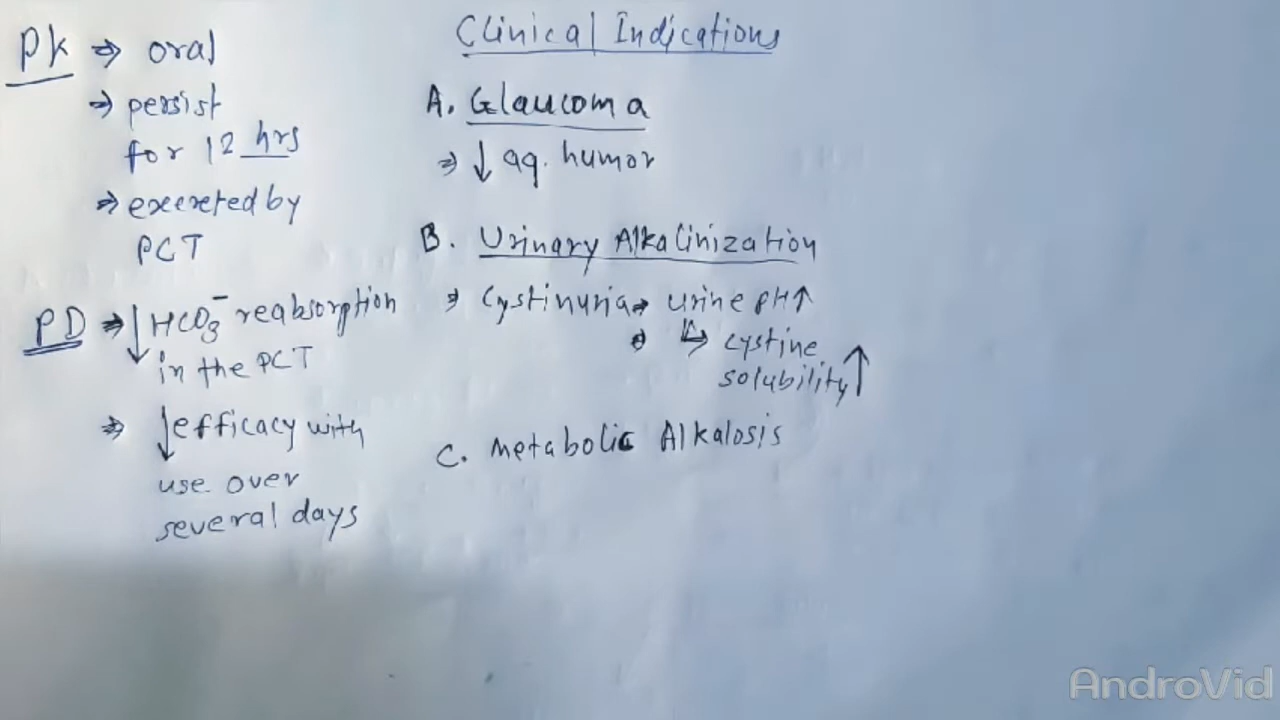 PK ⇒ oral
⇒ persist
for 12 hrs
⇒ excreted by
PCT
PD ⇒ ↓ HCO₃⁻ reabsorption
in the PCT
⇒ ↓ efficacy with
use over
several days
Clinical Indications
A. Glaucoma
⇒ ↓ aq. humor
B. Urinary Alkalinization
⇒ Cystinuria → urine pH ↑
↳ cystine
solubility ↑
C. Metabolic Alkalosis
AndroVid